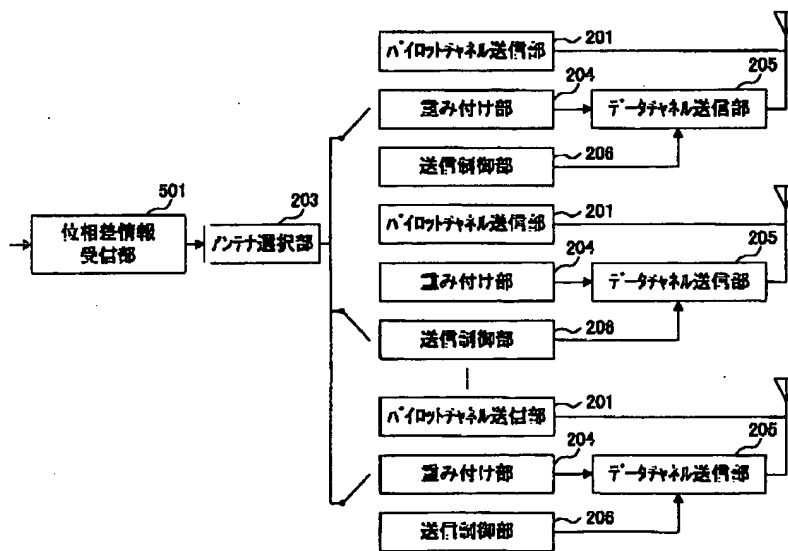 パイロットチャネル送信部
201
204
重み付け部
データチャネル送信部
205
送信制御部
206
501
位相差情報
受信部
203
アンテナ選択部
パイロットチャネル送信部
201
204
重み付け部
データチャネル送信部
205
送信制御部
206
パイロットチャネル送信部
201
204
重み付け部
データチャネル送信部
205
送信制御部
206